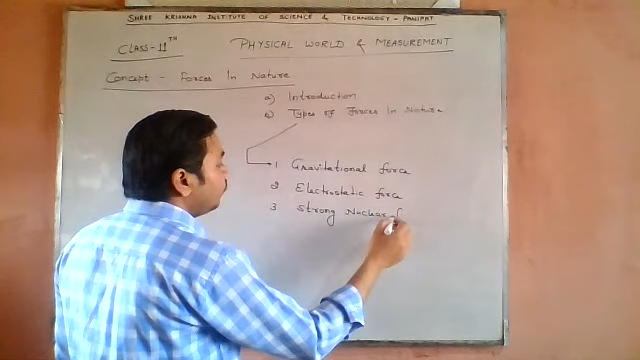 SHREE KRISHNA INSTITUTE OF SCIENCE & TECHNOLOGY - PANIPAT
CLASS - 11TH PHYSICAL WORLD & MEASUREMENT
Concept - Forces In Nature
a) Introduction
b) Types of Forces In Nature
1 Gravitational force
2 Electrostatic force
3 Strong Nuclear f